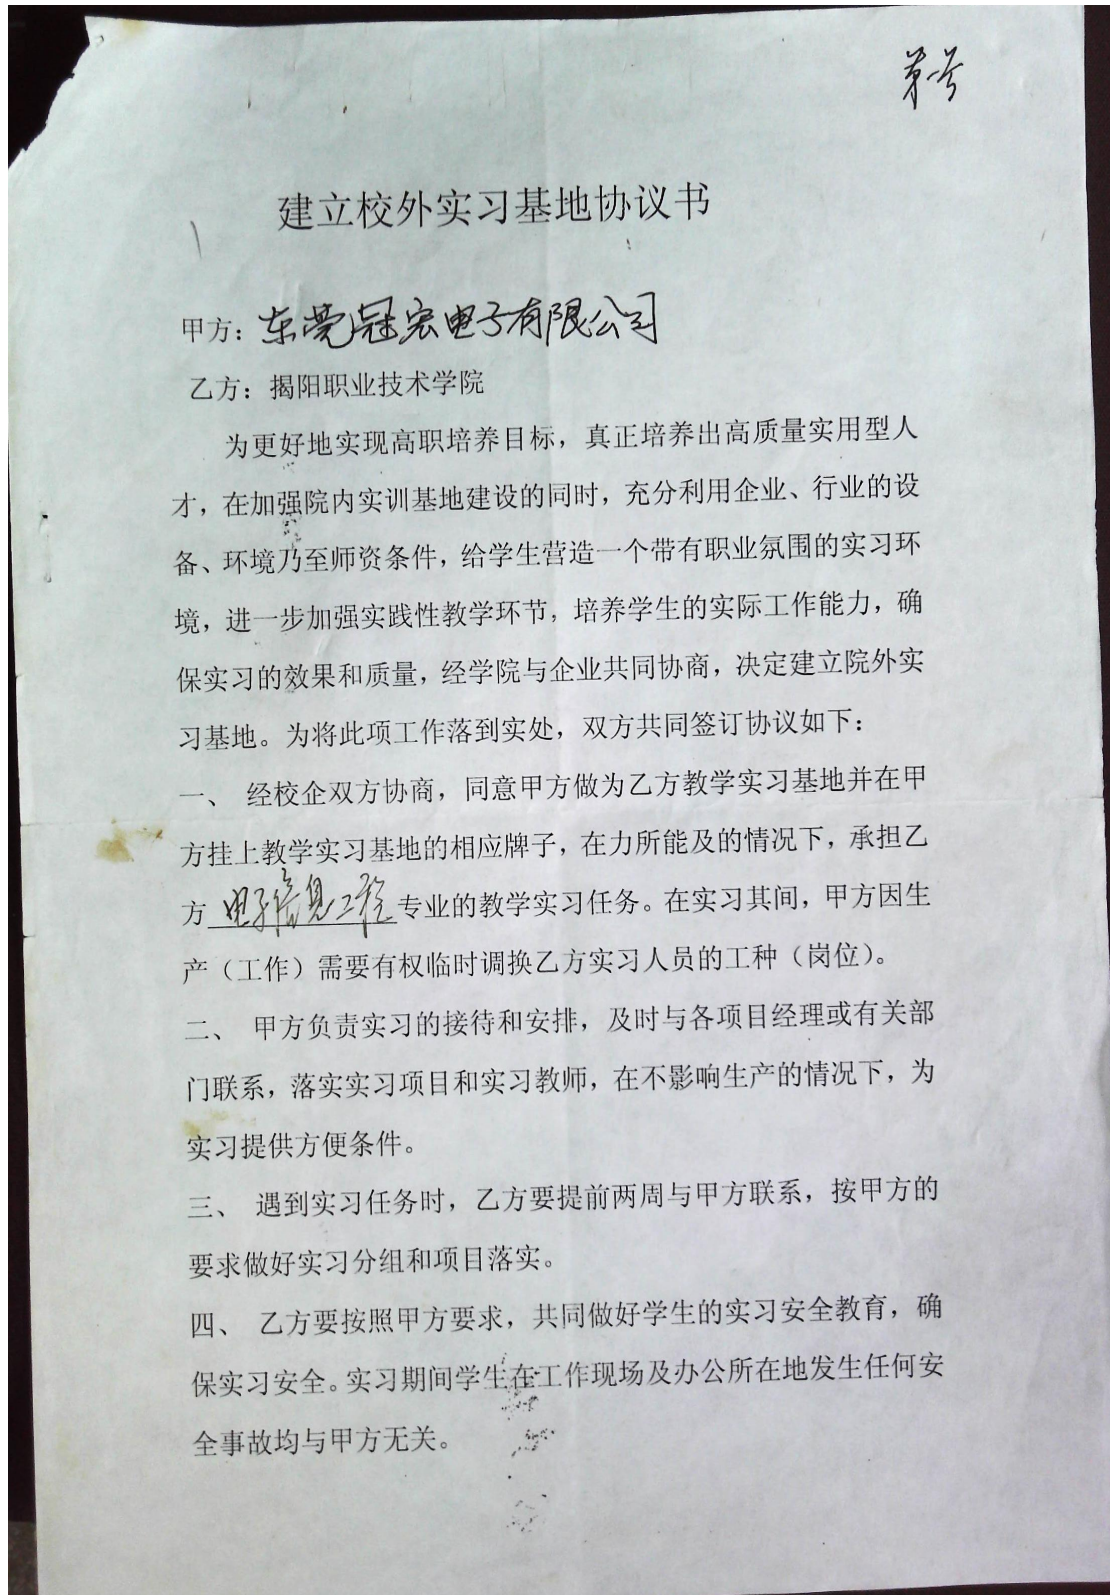 第一号
建立校外实习基地协议书
甲方：东莞冠宏电子有限公司
乙方：揭阳职业技术学院
为更好地实现高职培养目标，真正培养出高质量实用型人
才，在加强院内实训基地建设的同时，充分利用企业、行业的设
备、环境乃至师资条件，给学生营造一个带有职业氛围的实习环
境，进一步加强实践性教学环节，培养学生的实际工作能力，确
保实习的效果和质量，经学院与企业共同协商，决定建立院外实
习基地。为将此项工作落到实处，双方共同签订协议如下：
一、 经校企双方协商，同意甲方做为乙方教学实习基地并在甲
方挂上教学实习基地的相应牌子，在力所能及的情况下，承担乙
方 电子信息工程 专业的教学实习任务。在实习其间，甲方因生
产（工作）需要有权临时调换乙方实习人员的工种（岗位）。
二、 甲方负责实习的接待和安排，及时与各项目经理或有关部
门联系，落实实习项目和实习教师，在不影响生产的情况下，为
实习提供方便条件。
三、 遇到实习任务时，乙方要提前两周与甲方联系，按甲方的
要求做好实习分组和项目落实。
四、 乙方要按照甲方要求，共同做好学生的实习安全教育，确
保实习安全。实习期间学生在工作现场及办公所在地发生任何安
全事故均与甲方无关。